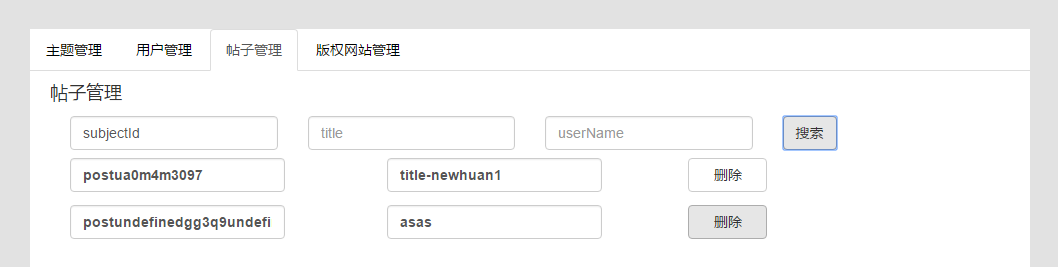 主题管理 用户管理 帖子管理 版权网站管理
帖子管理
subjectId title userName 搜索
postua0m4m3097 title-newhuan1 删除
postundefinedgg3q9undefi asas 删除